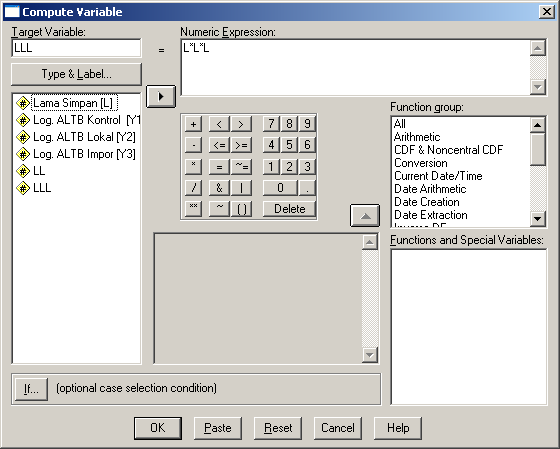 Compute Variable
Target Variable:
LLL
=
Numeric Expression:
L*L*L
Type & Label...
Lama Simpan [L]
Log. ALTB Kontrol [Y1
Log. ALTB Lokal [Y2]
Log. ALTB Impor [Y3]
LL
LLL
+ < > 7 8 9
- <= >= 4 5 6
* = ~= 1 2 3
/ & | 0 .
** ~ ( ) Delete
Function group:
All
Arithmetic
CDF & Noncentral CDF
Conversion
Current Date/Time
Date Arithmetic
Date Creation
Date Extraction
Inverse DF
Functions and Special Variables:
If... (optional case selection condition)
OK Paste Reset Cancel Help